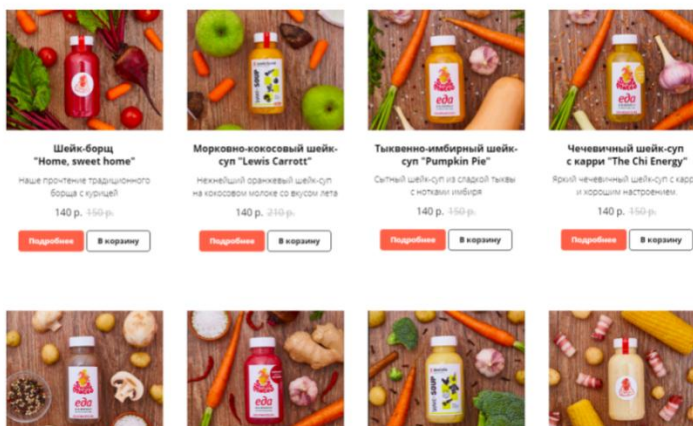 Шейк-борщ
"Home, sweet home"
Наше прочтение традиционного
борща с курицей
140 р. 150 р.
Подробнее
В корзину
SOUP
Морковно-кокосовый шейк-
суп "Lewis Carrott"
Нежнейший оранжевый шейк-суп
на кокосовом молоке со вкусом лета
140 р. 210 р.
Подробнее
В корзину
еда
Тыквенно-имбирный шейк-
суп "Pumpkin Pie"
Сытный шейк-суп из сладкой тыквы
с нотками имбиря
140 р. 150 р.
Подробнее
В корзину
еда
Чечевичный шейк-суп
с карри "The Chi Energy"
Яркий чечевичный шейк-суп с карр
и хорошим настроением.
140 р. 150 р.
Подробнее
В корзину
еда
еда
SOUP